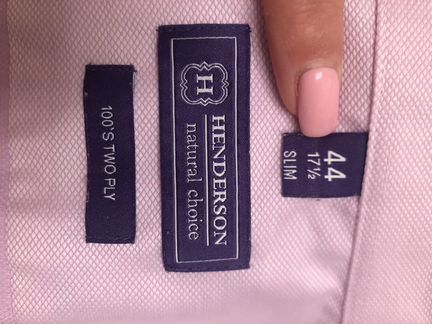 100'S TWO PLY
H
HENDERSON
natural choice
44
17½
SLIM